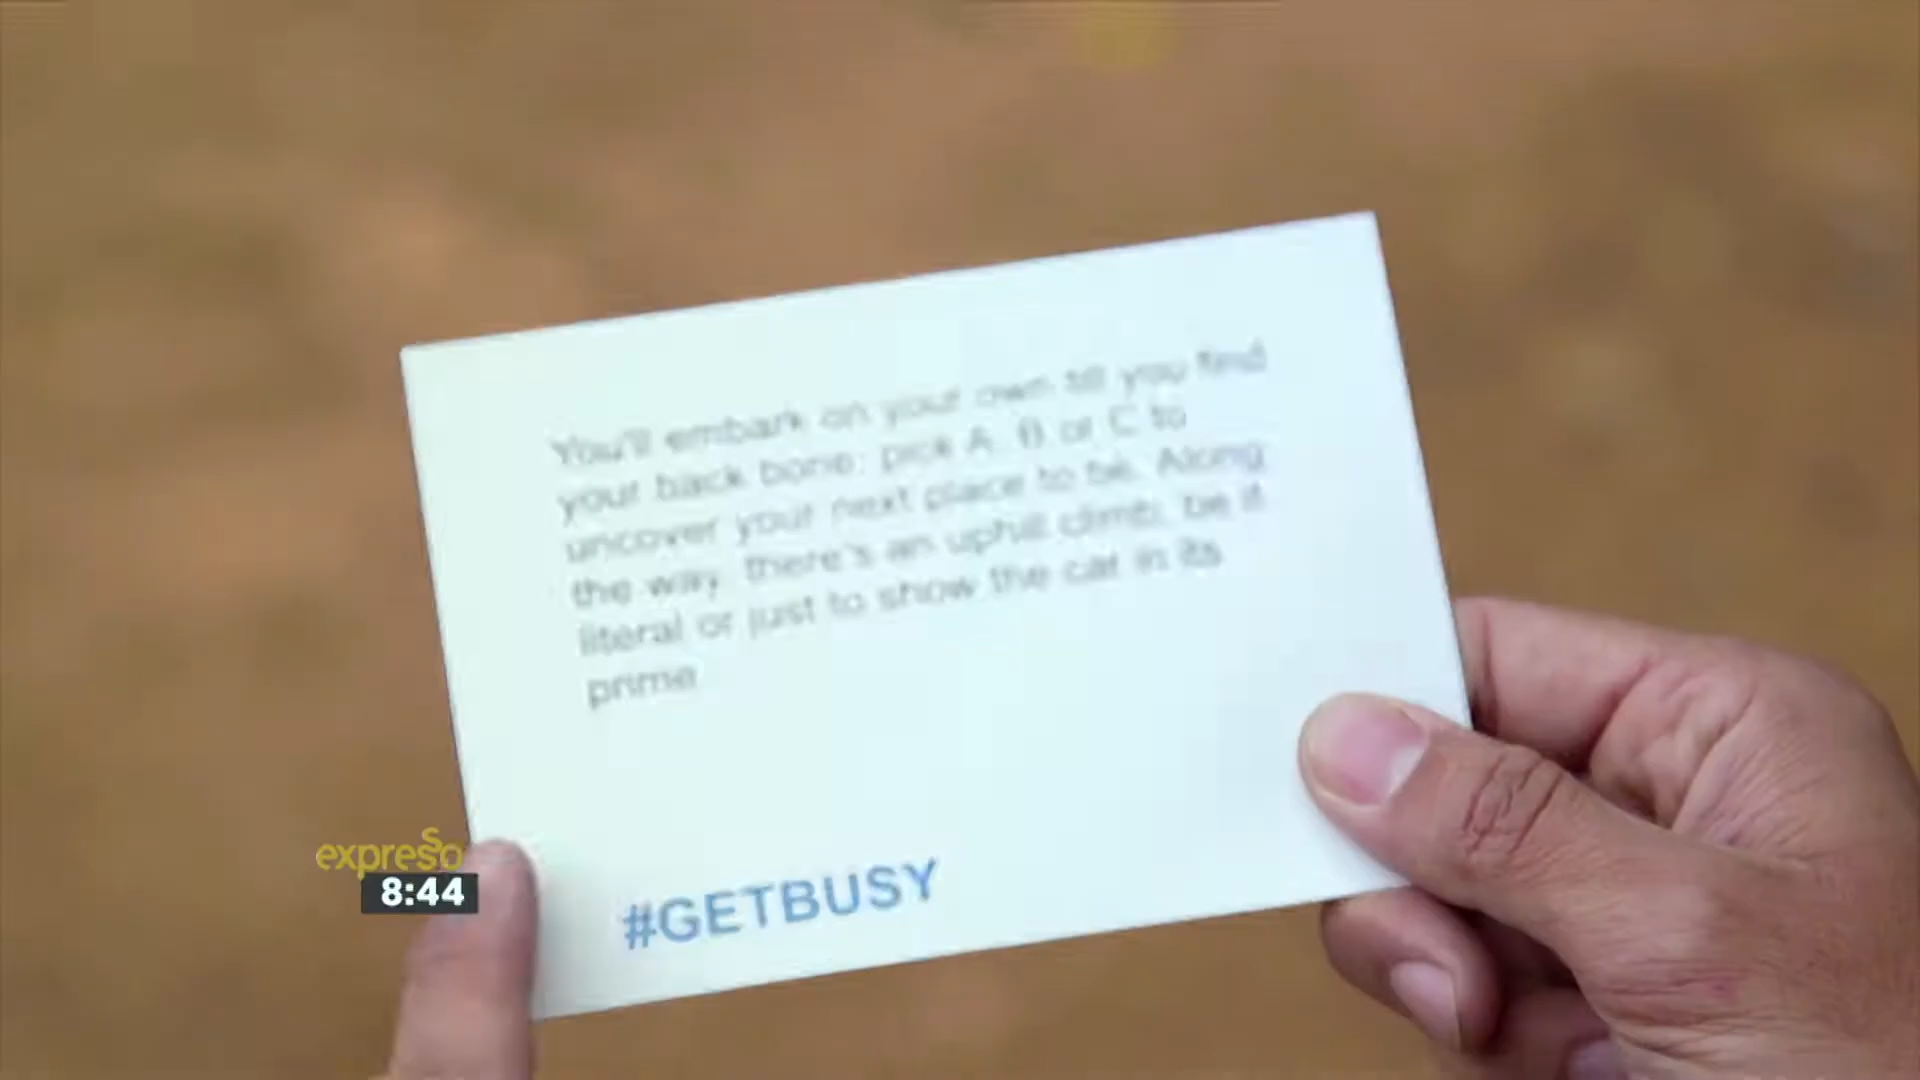 You'll embark on your own till you find
your back bone; pick A, B or C to
uncover your next place to be. Along
the way, there's an uphill climb, be it
literal or just to show the car in its
prime.
#GETBUSY
expresso
8:44